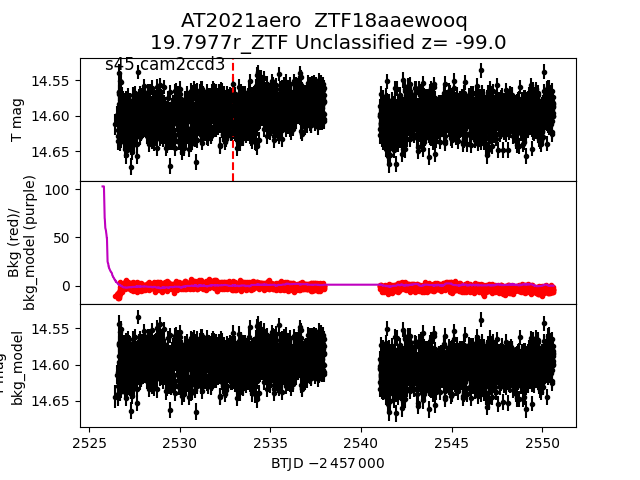 AT2021aero  ZTF18aaewooq
19.7977r_ZTF Unclassified z= -99.0
s45 cam2ccd3
14.55
14.60
14.65
T mag
100
50
0
Bkg (red)/
bkg_model (purple)
14.55
14.60
14.65
mag
bkg_model
2525
2530
2535
2540
2545
2550
BTJD −2 457 000